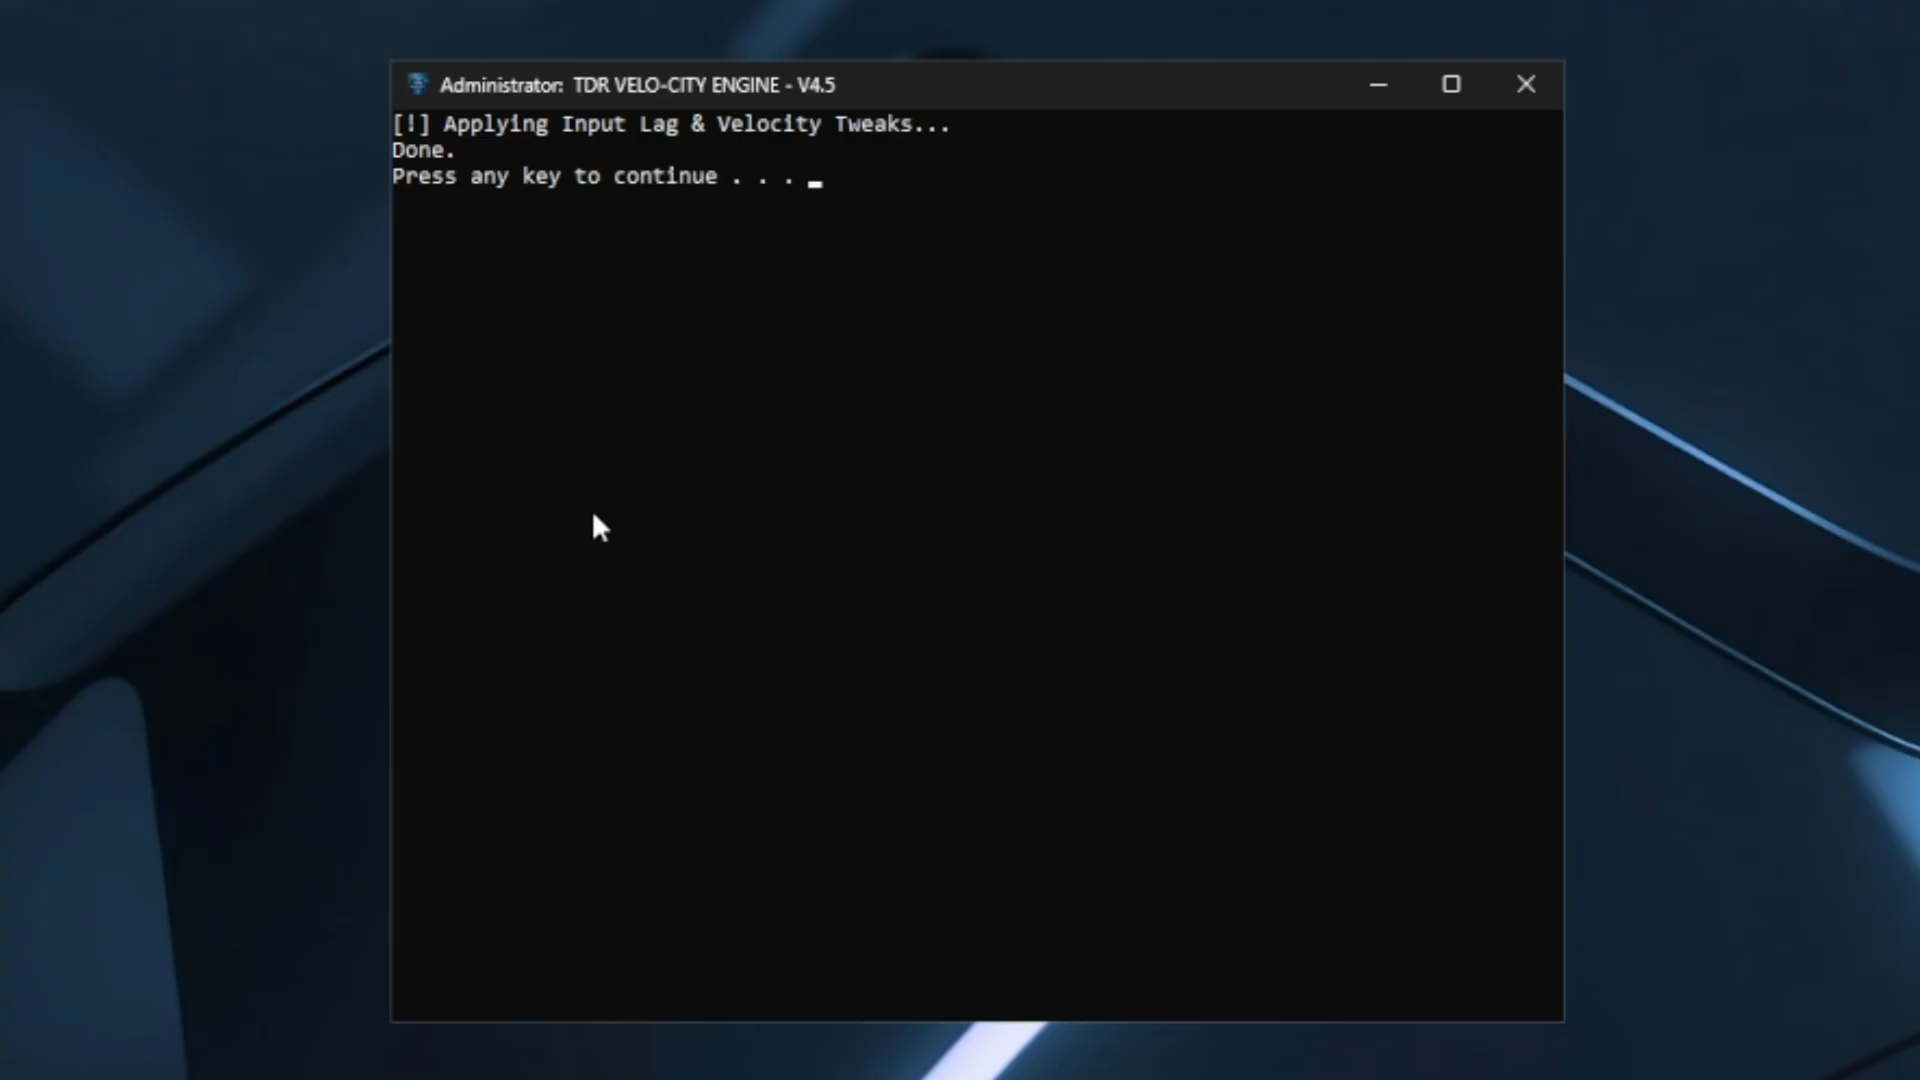 Administrator: TDR VELO-CITY ENGINE - V4.5
[!] Applying Input Lag & Velocity Tweaks...
Done.
Press any key to continue . . .